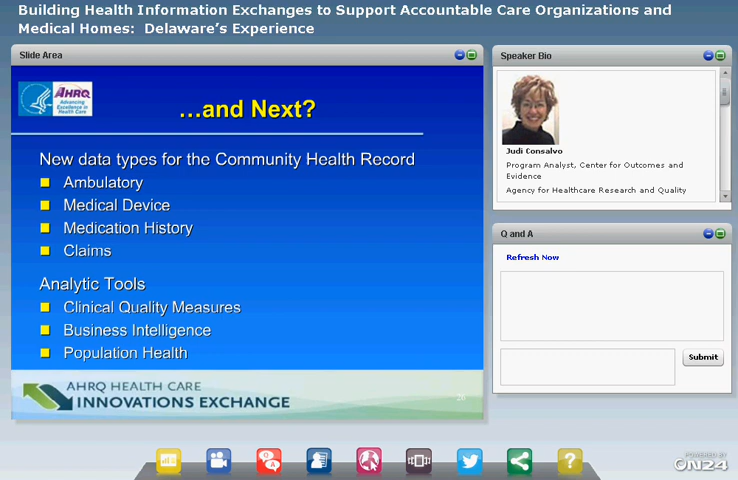 Building Health Information Exchanges to Support Accountable Care Organizations and
Medical Homes: Delaware's Experience
Slide Area
AHRQ
Advancing
Excellence in
Health Care
...and Next?
New data types for the Community Health Record
Ambulatory
Medical Device
Medication History
Claims
Analytic Tools
Clinical Quality Measures
Business Intelligence
Population Health
AHRQ HEALTH CARE
INNOVATIONS EXCHANGE
26
Speaker Bio
Judi Consalvo
Program Analyst, Center for Outcomes and
Evidence
Agency for Healthcare Research and Quality
Q and A
Refresh Now
Submit
Q
A
?
POWERED BY
ON24